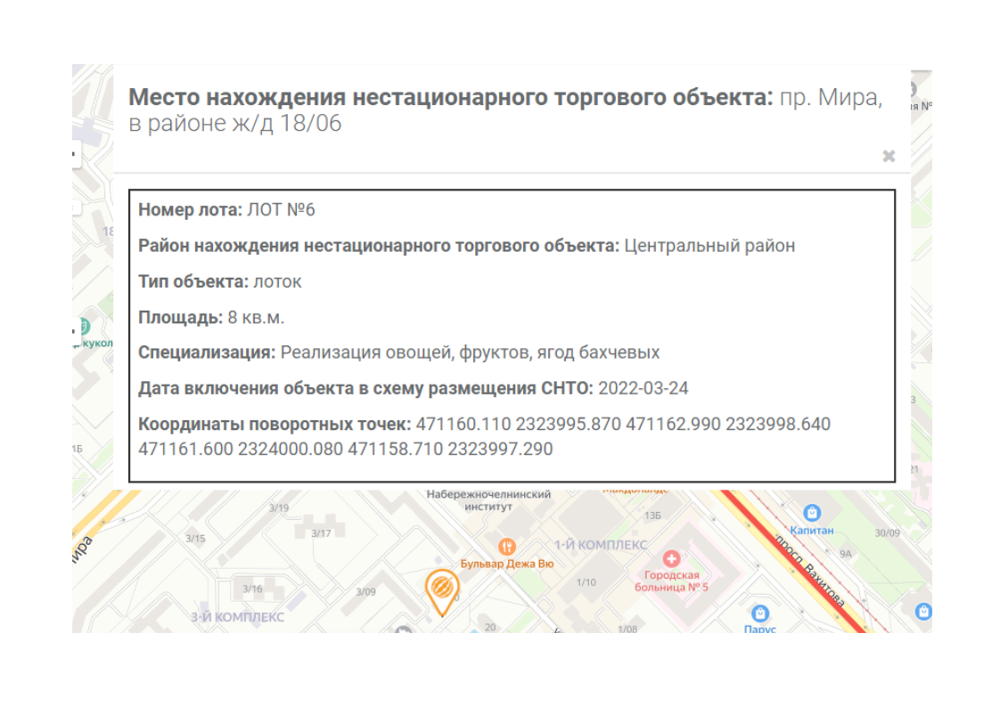 Место нахождения нестационарного торгового объекта: пр. Мира,
в районе ж/д 18/06
Номер лота: ЛОТ №6
Район нахождения нестационарного торгового объекта: Центральный район
Тип объекта: лоток
Площадь: 8 кв.м.
Специализация: Реализация овощей, фруктов, ягод бахчевых
Дата включения объекта в схему размещения СНТО: 2022-03-24
Координаты поворотных точек: 471160.110 2323995.870 471162.990 2323998.640
471161.600 2324000.080 471158.710 2323997.290
Набережночелнинский
институт
3/19
13Б
Капитан
30/09
3/15
3/17
1-Й КОМПЛЕКС
9А
просп. Вахитова
Бульвар Дежа Вю
Городская
больница № 5
1/10
3/16
3/09
3-Й КОМПЛЕКС
20
1/08
Парус